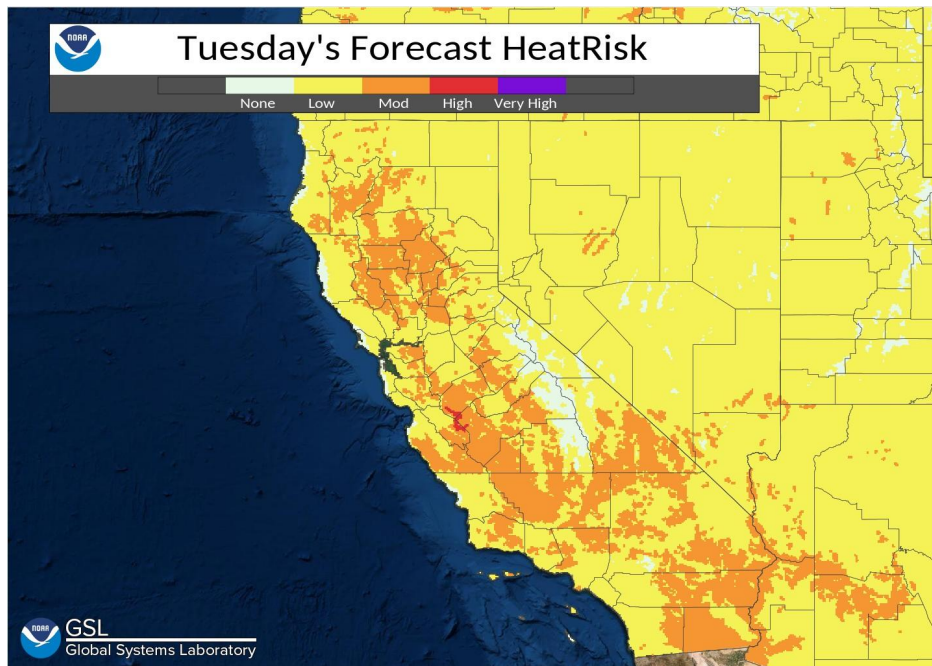 NOAA
Tuesday's Forecast HeatRisk
None Low Mod High Very High
NOAA
GSL
Global Systems Laboratory